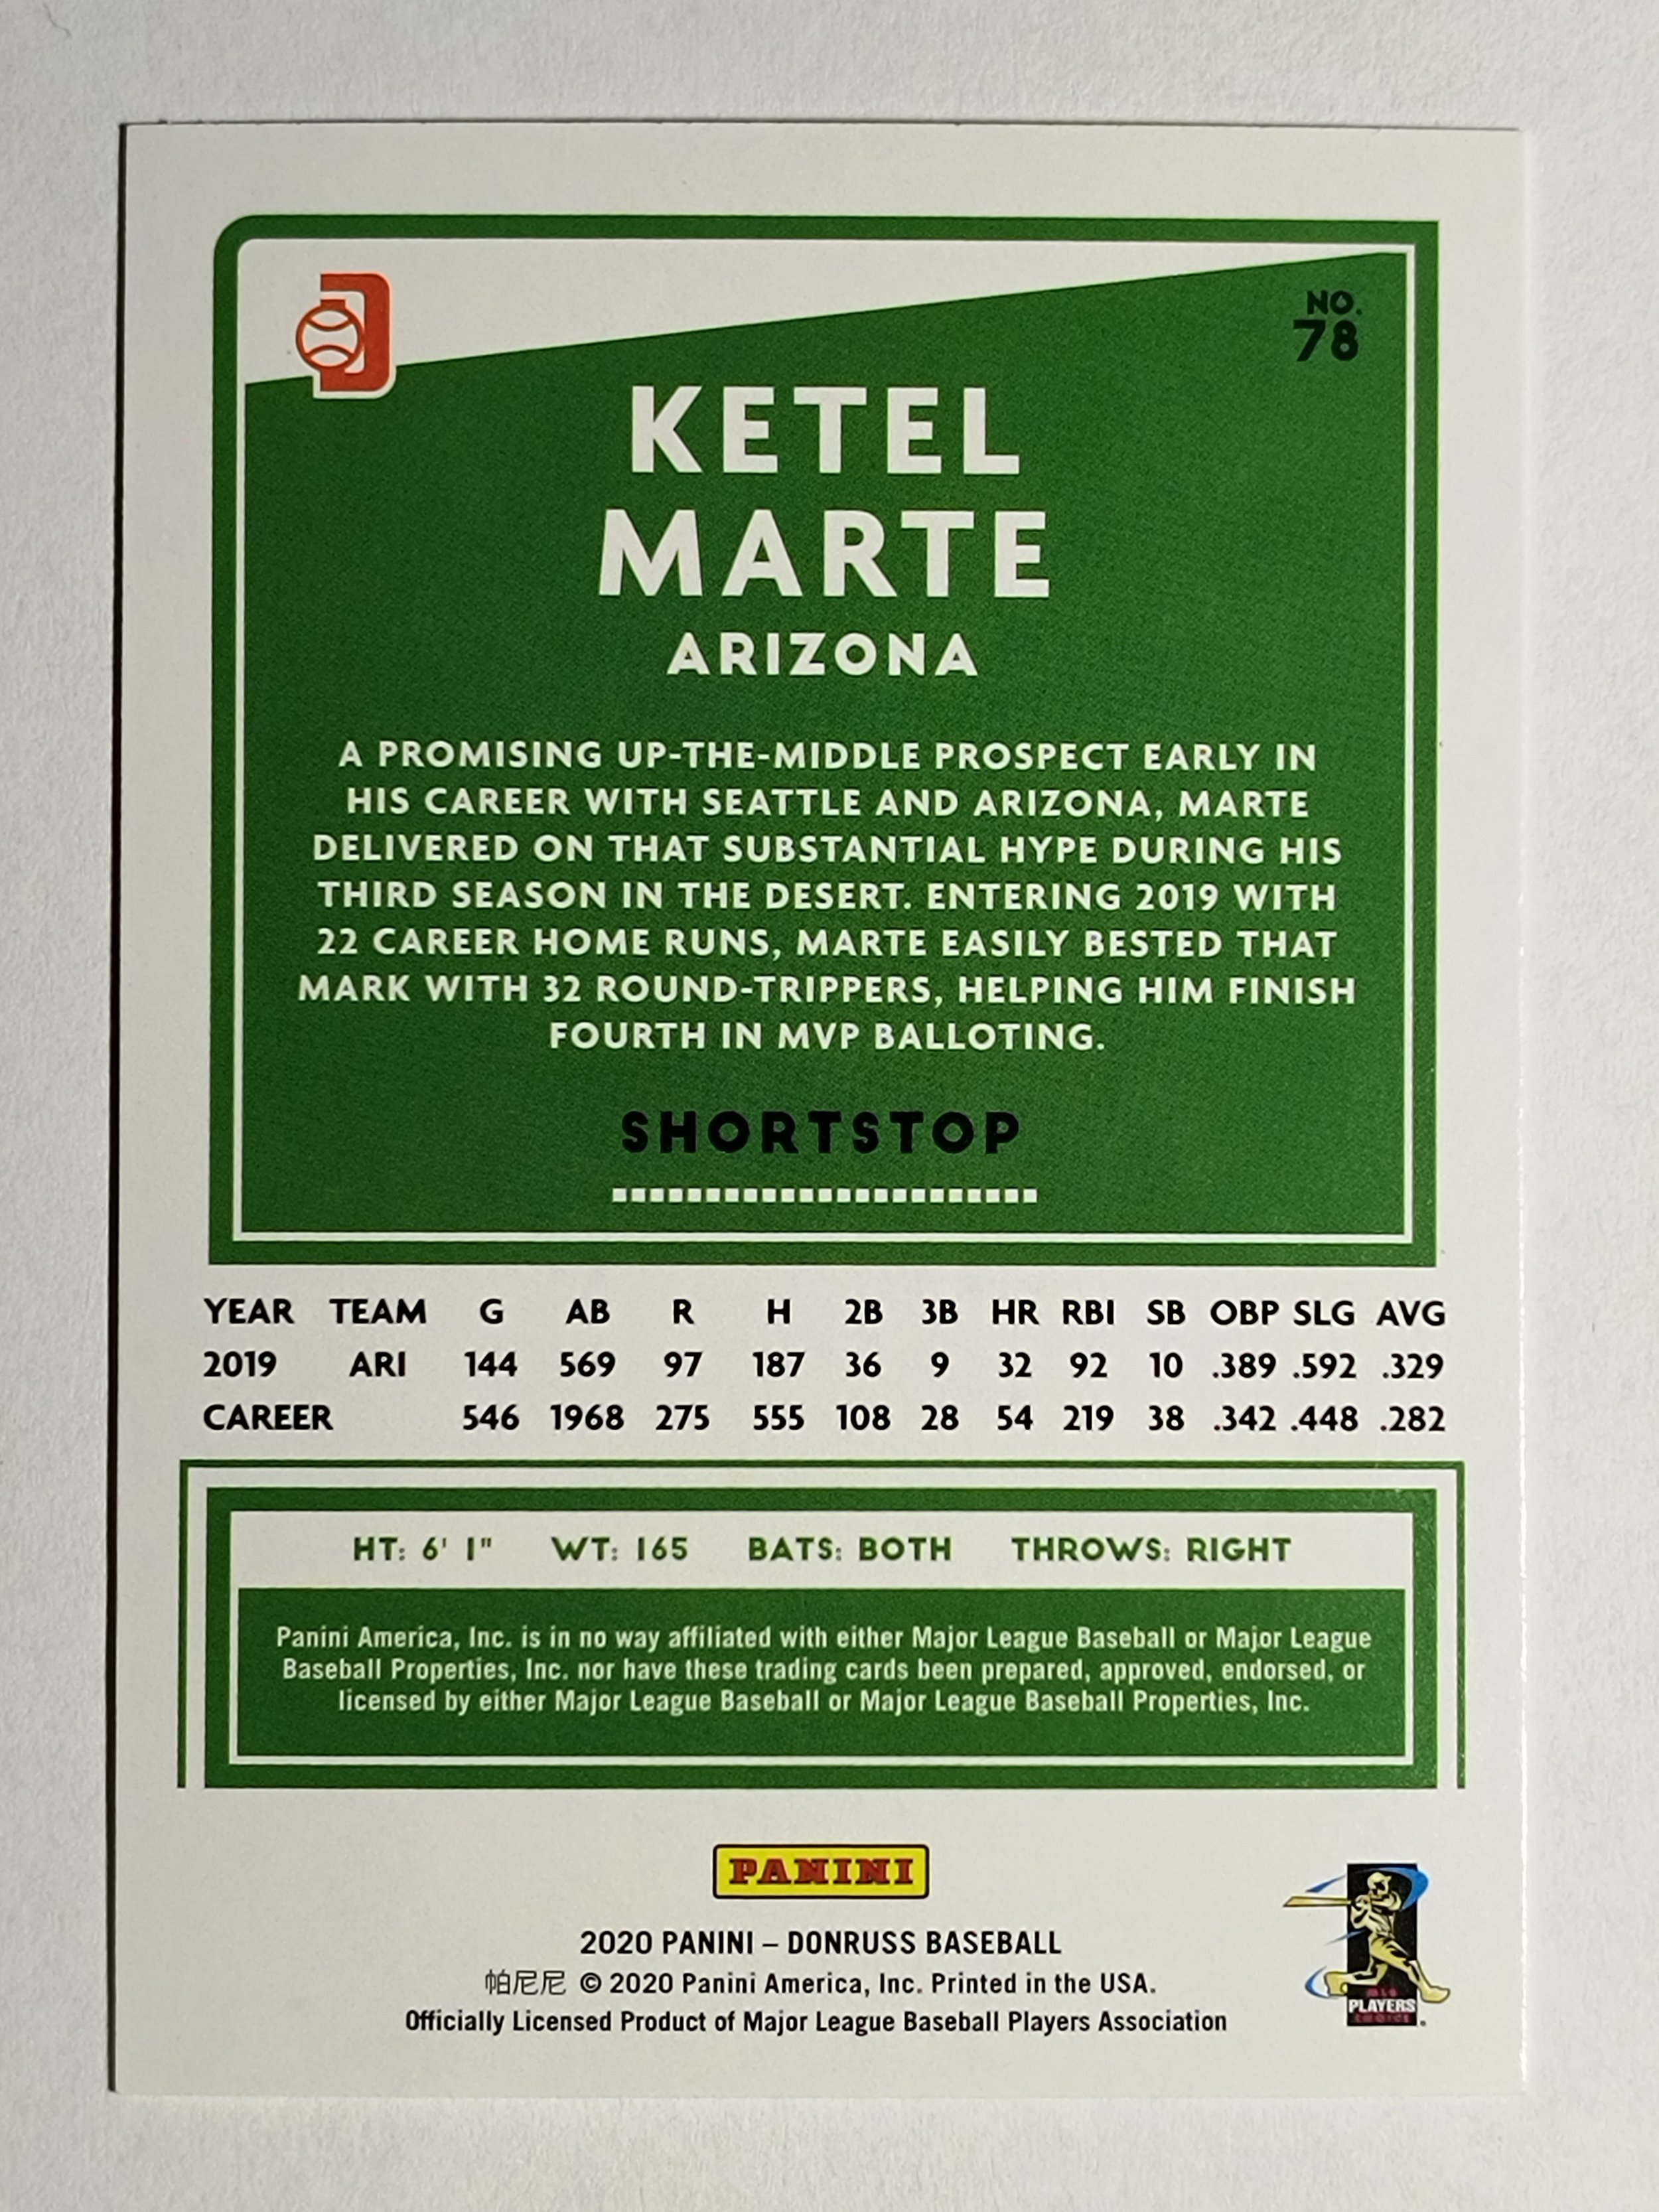 NO.
78
KETEL
MARTE
ARIZONA
A PROMISING UP-THE-MIDDLE PROSPECT EARLY IN
HIS CAREER WITH SEATTLE AND ARIZONA, MARTE
DELIVERED ON THAT SUBSTANTIAL HYPE DURING HIS
THIRD SEASON IN THE DESERT. ENTERING 2019 WITH
22 CAREER HOME RUNS, MARTE EASILY BESTED THAT
MARK WITH 32 ROUND-TRIPPERS, HELPING HIM FINISH
FOURTH IN MVP BALLOTING.
SHORTSTOP
YEAR TEAM G AB R H 2B 3B HR RBI SB OBP SLG AVG
2019 ARI 144 569 97 187 36 9 32 92 10 .389 .592 .329
CAREER 546 1968 275 555 108 28 54 219 38 .342 .448 .282
HT: 6' 1" WT: 165 BATS: BOTH THROWS: RIGHT
Panini America, Inc. is in no way affiliated with either Major League Baseball or Major League
Baseball Properties, Inc. nor have these trading cards been prepared, approved, endorsed, or
licensed by either Major League Baseball or Major League Baseball Properties, Inc.
PANINI
2020 PANINI – DONRUSS BASEBALL
帕尼尼 © 2020 Panini America, Inc. Printed in the USA.
Officially Licensed Product of Major League Baseball Players Association
MLB
PLAYERS
CHOICE